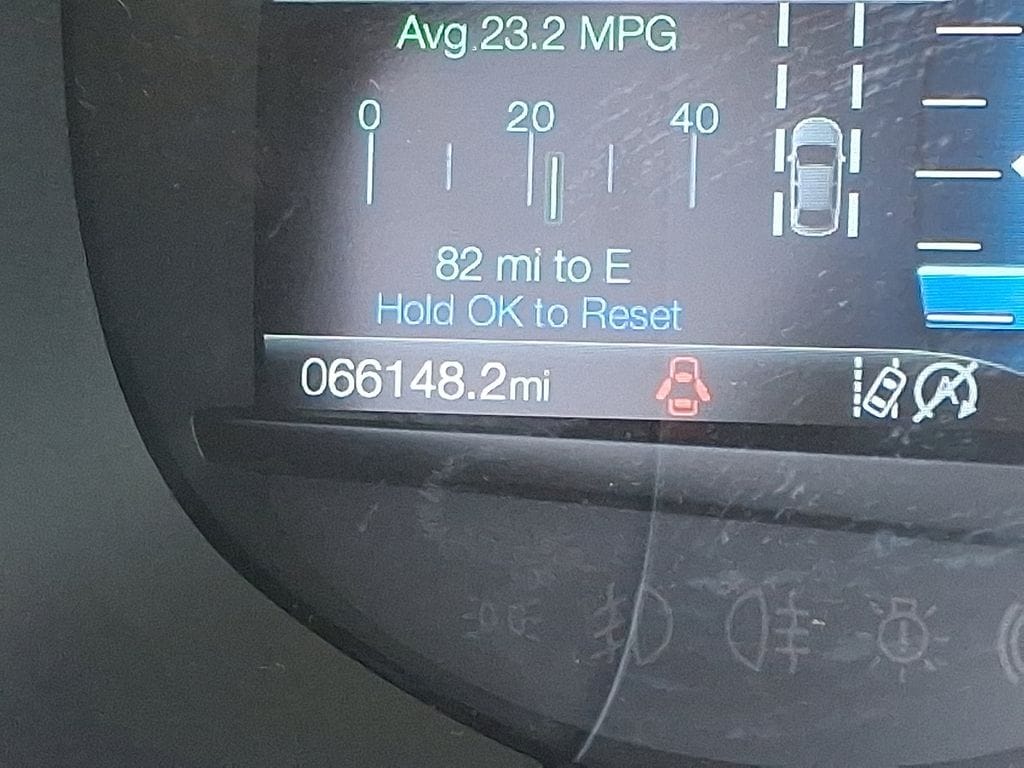 Avg 23.2 MPG
0 20 40
82 mi to E
Hold OK to Reset
066148.2mi